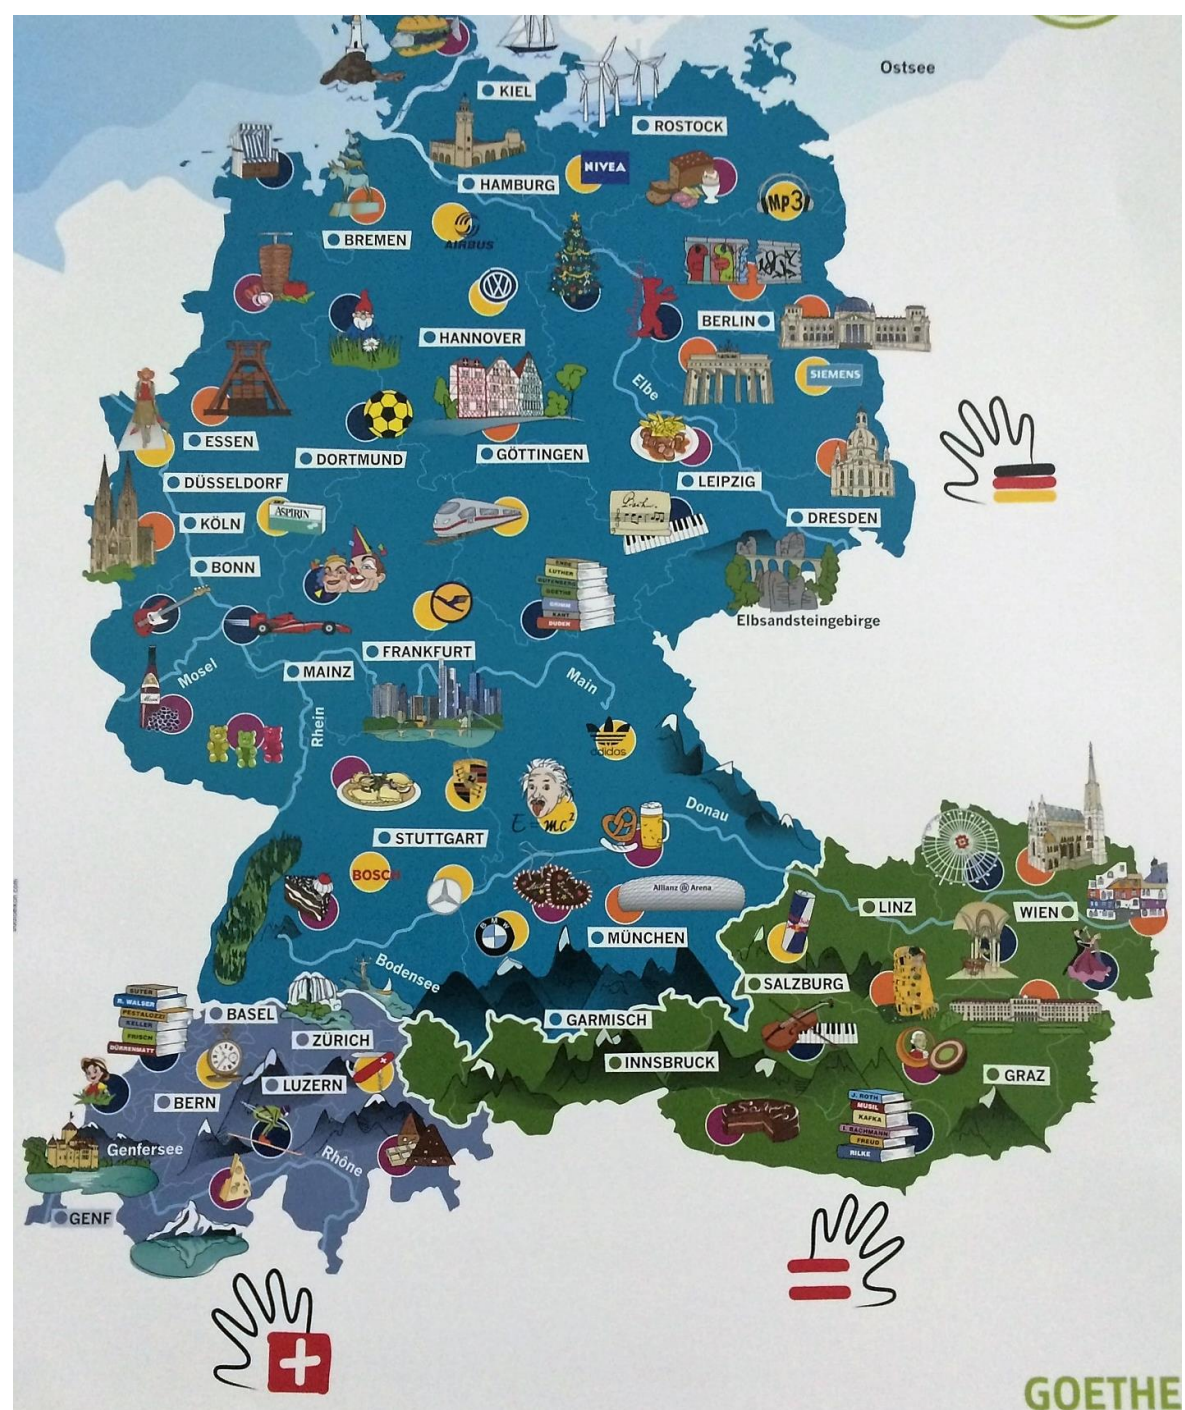 Ostsee
KIEL
ROSTOCK
NIVEA
HAMBURG
MP3
BREMEN
AIRBUS
BERLIN
HANNOVER
SIEMENS
Elbe
ESSEN
DORTMUND
GÖTTINGEN
DÜSSELDORF
LEIPZIG
KÖLN
ASPIRIN
DRESDEN
BONN
LUTHER
GUTENBERG
GOETHE
GRIMM
KANT
DUDEN
Elbsandsteingebirge
FRANKFURT
MAINZ
Mosel
Main
Rhein
adidas
E=mc²
Donau
STUTTGART
BOSCH
Allianz Arena
BMW
LINZ
WIEN
MÜNCHEN
Bodensee
SALZBURG
SUTER
R. WALSER
PESTALOZZI
KELLER
FRISCH
DÜRRENMATT
BASEL
GARMISCH
ZÜRICH
INNSBRUCK
LUZERN
GRAZ
BERN
J. ROTH
MUSIL
KAFKA
I. BACHMANN
FREUD
RILKE
Genfersee
Rhône
GENF
GOETHE